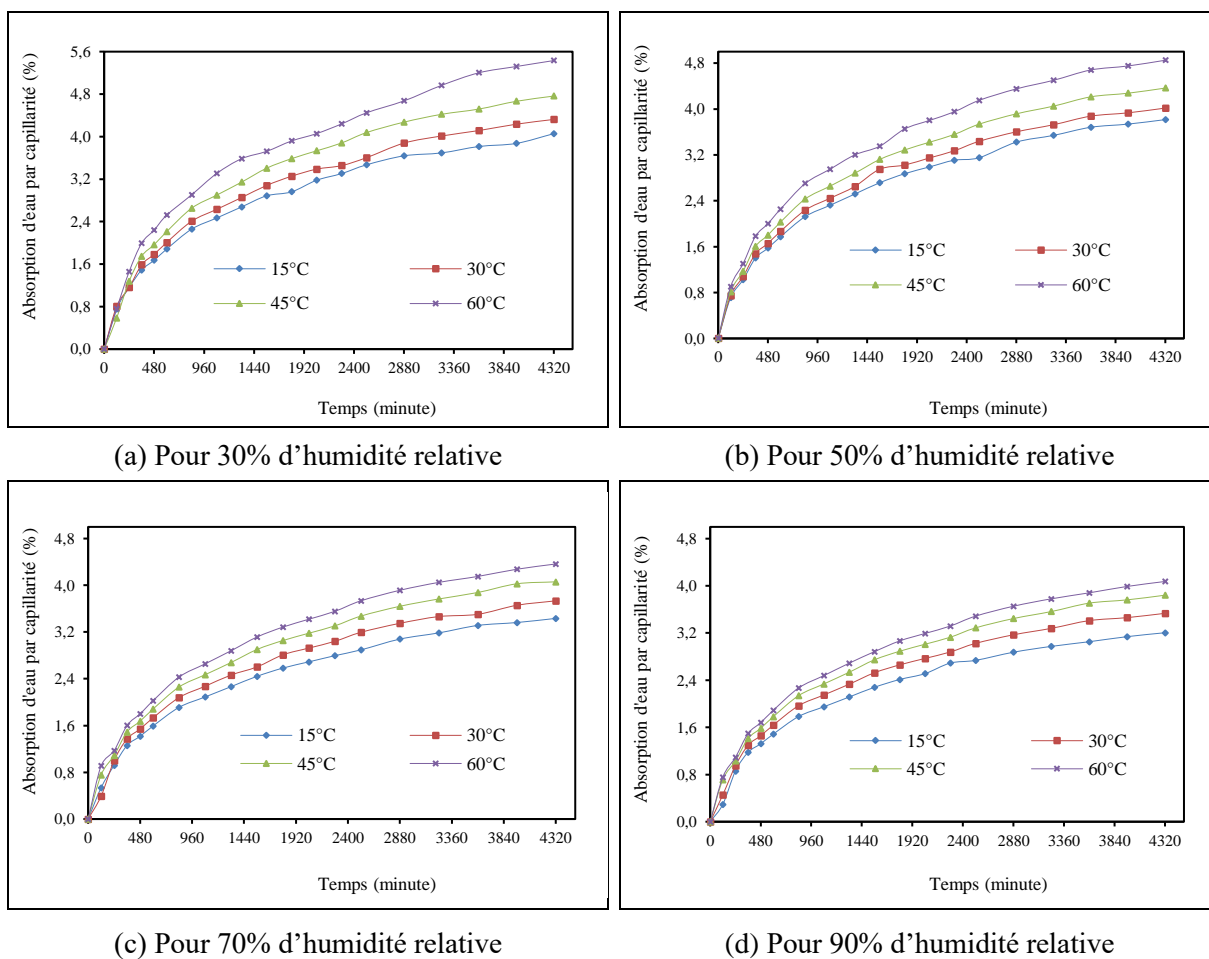 Absorption d'eau par capillarité (%)
5,6
4,8
4,0
3,2
2,4
1,6
0,8
0,0
15°C 30°C
45°C 60°C
0 480 960 1440 1920 2400 2880 3360 3840 4320
Temps (minute)
(a) Pour 30% d’humidité relative
Absorption d'eau par capillarité (%)
4,8
4,0
3,2
2,4
1,6
0,8
0,0
15°C 30°C
45°C 60°C
0 480 960 1440 1920 2400 2880 3360 3840 4320
Temps (minute)
(b) Pour 50% d’humidité relative
Absorption d'eau par capillarité (%)
4,8
4,0
3,2
2,4
1,6
0,8
0,0
15°C 30°C
45°C 60°C
0 480 960 1440 1920 2400 2880 3360 3840 4320
Temps (minute)
(c) Pour 70% d’humidité relative
Absorption d'eau par capillarité (%)
4,8
4,0
3,2
2,4
1,6
0,8
0,0
15°C 30°C
45°C 60°C
0 480 960 1440 1920 2400 2880 3360 3840 4320
Temps (minute)
(d) Pour 90% d’humidité relative